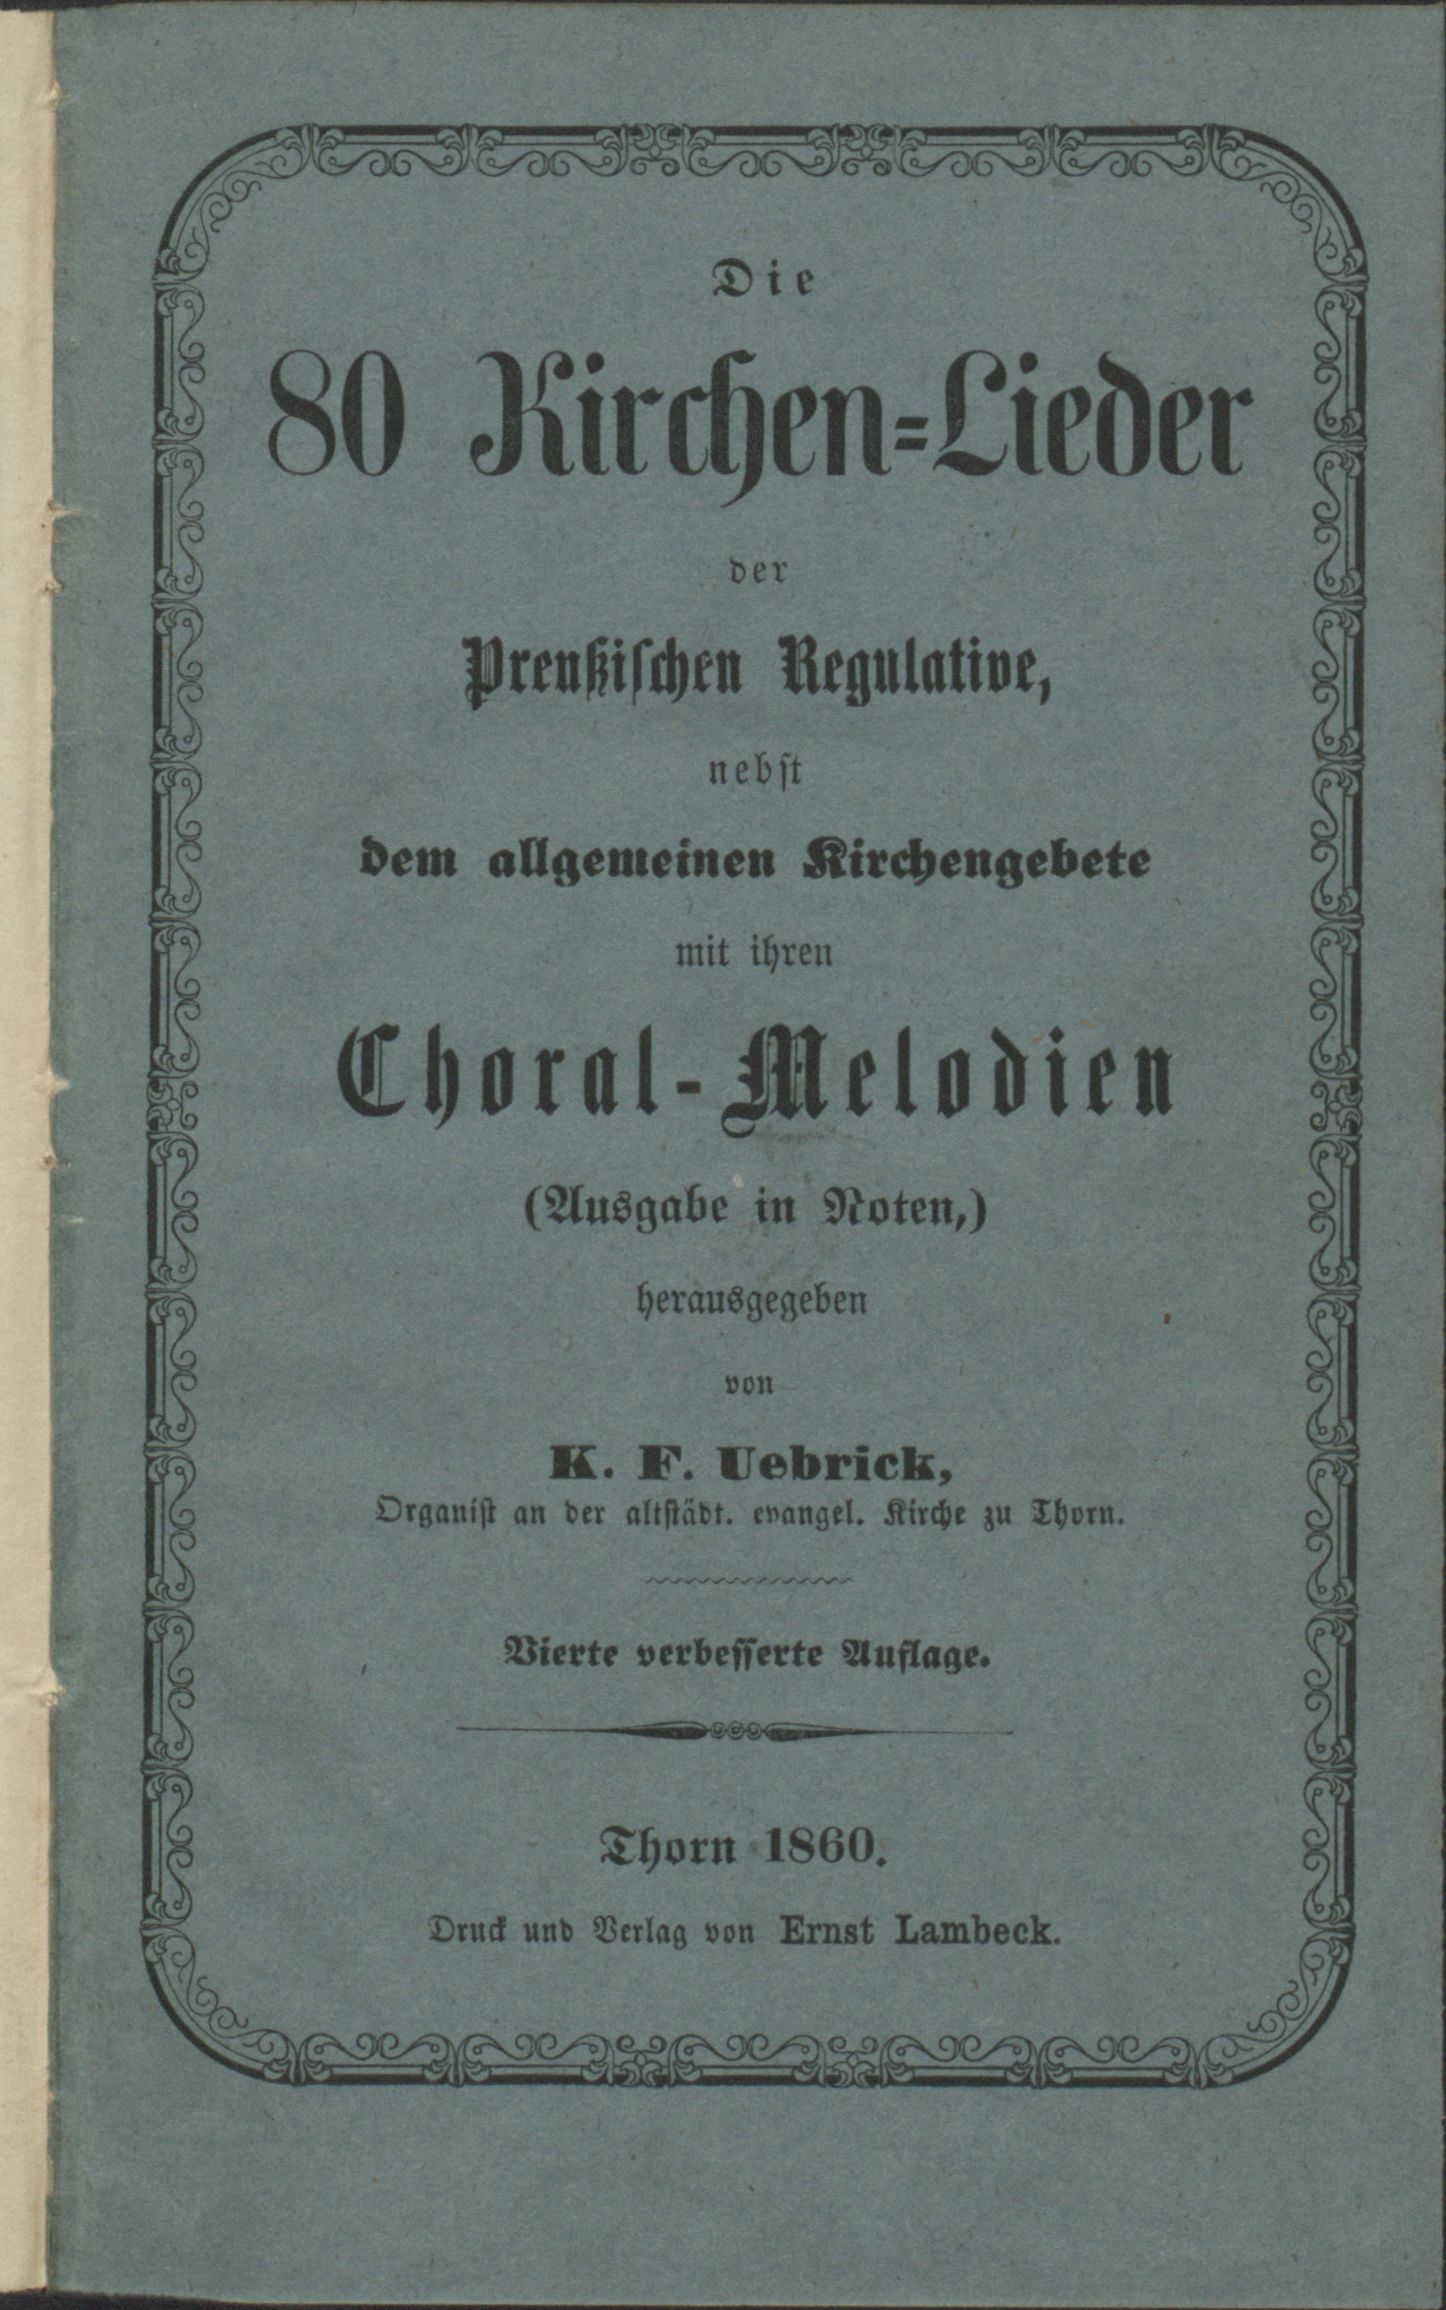 Die
80 Kirchen=Lieder
der
Preußischen Regulative,
nebst
dem allgemeinen Kirchengebete
mit ihren
Choral-Melodien
(Ausgabe in Noten,)
herausgegeben
von
K. F. Uebrick,
Organist an der altstädt. evangel. Kirche zu Thorn.
Vierte verbesserte Auflage.
Thorn 1860.
Druck und Verlag von Ernst Lambeck.